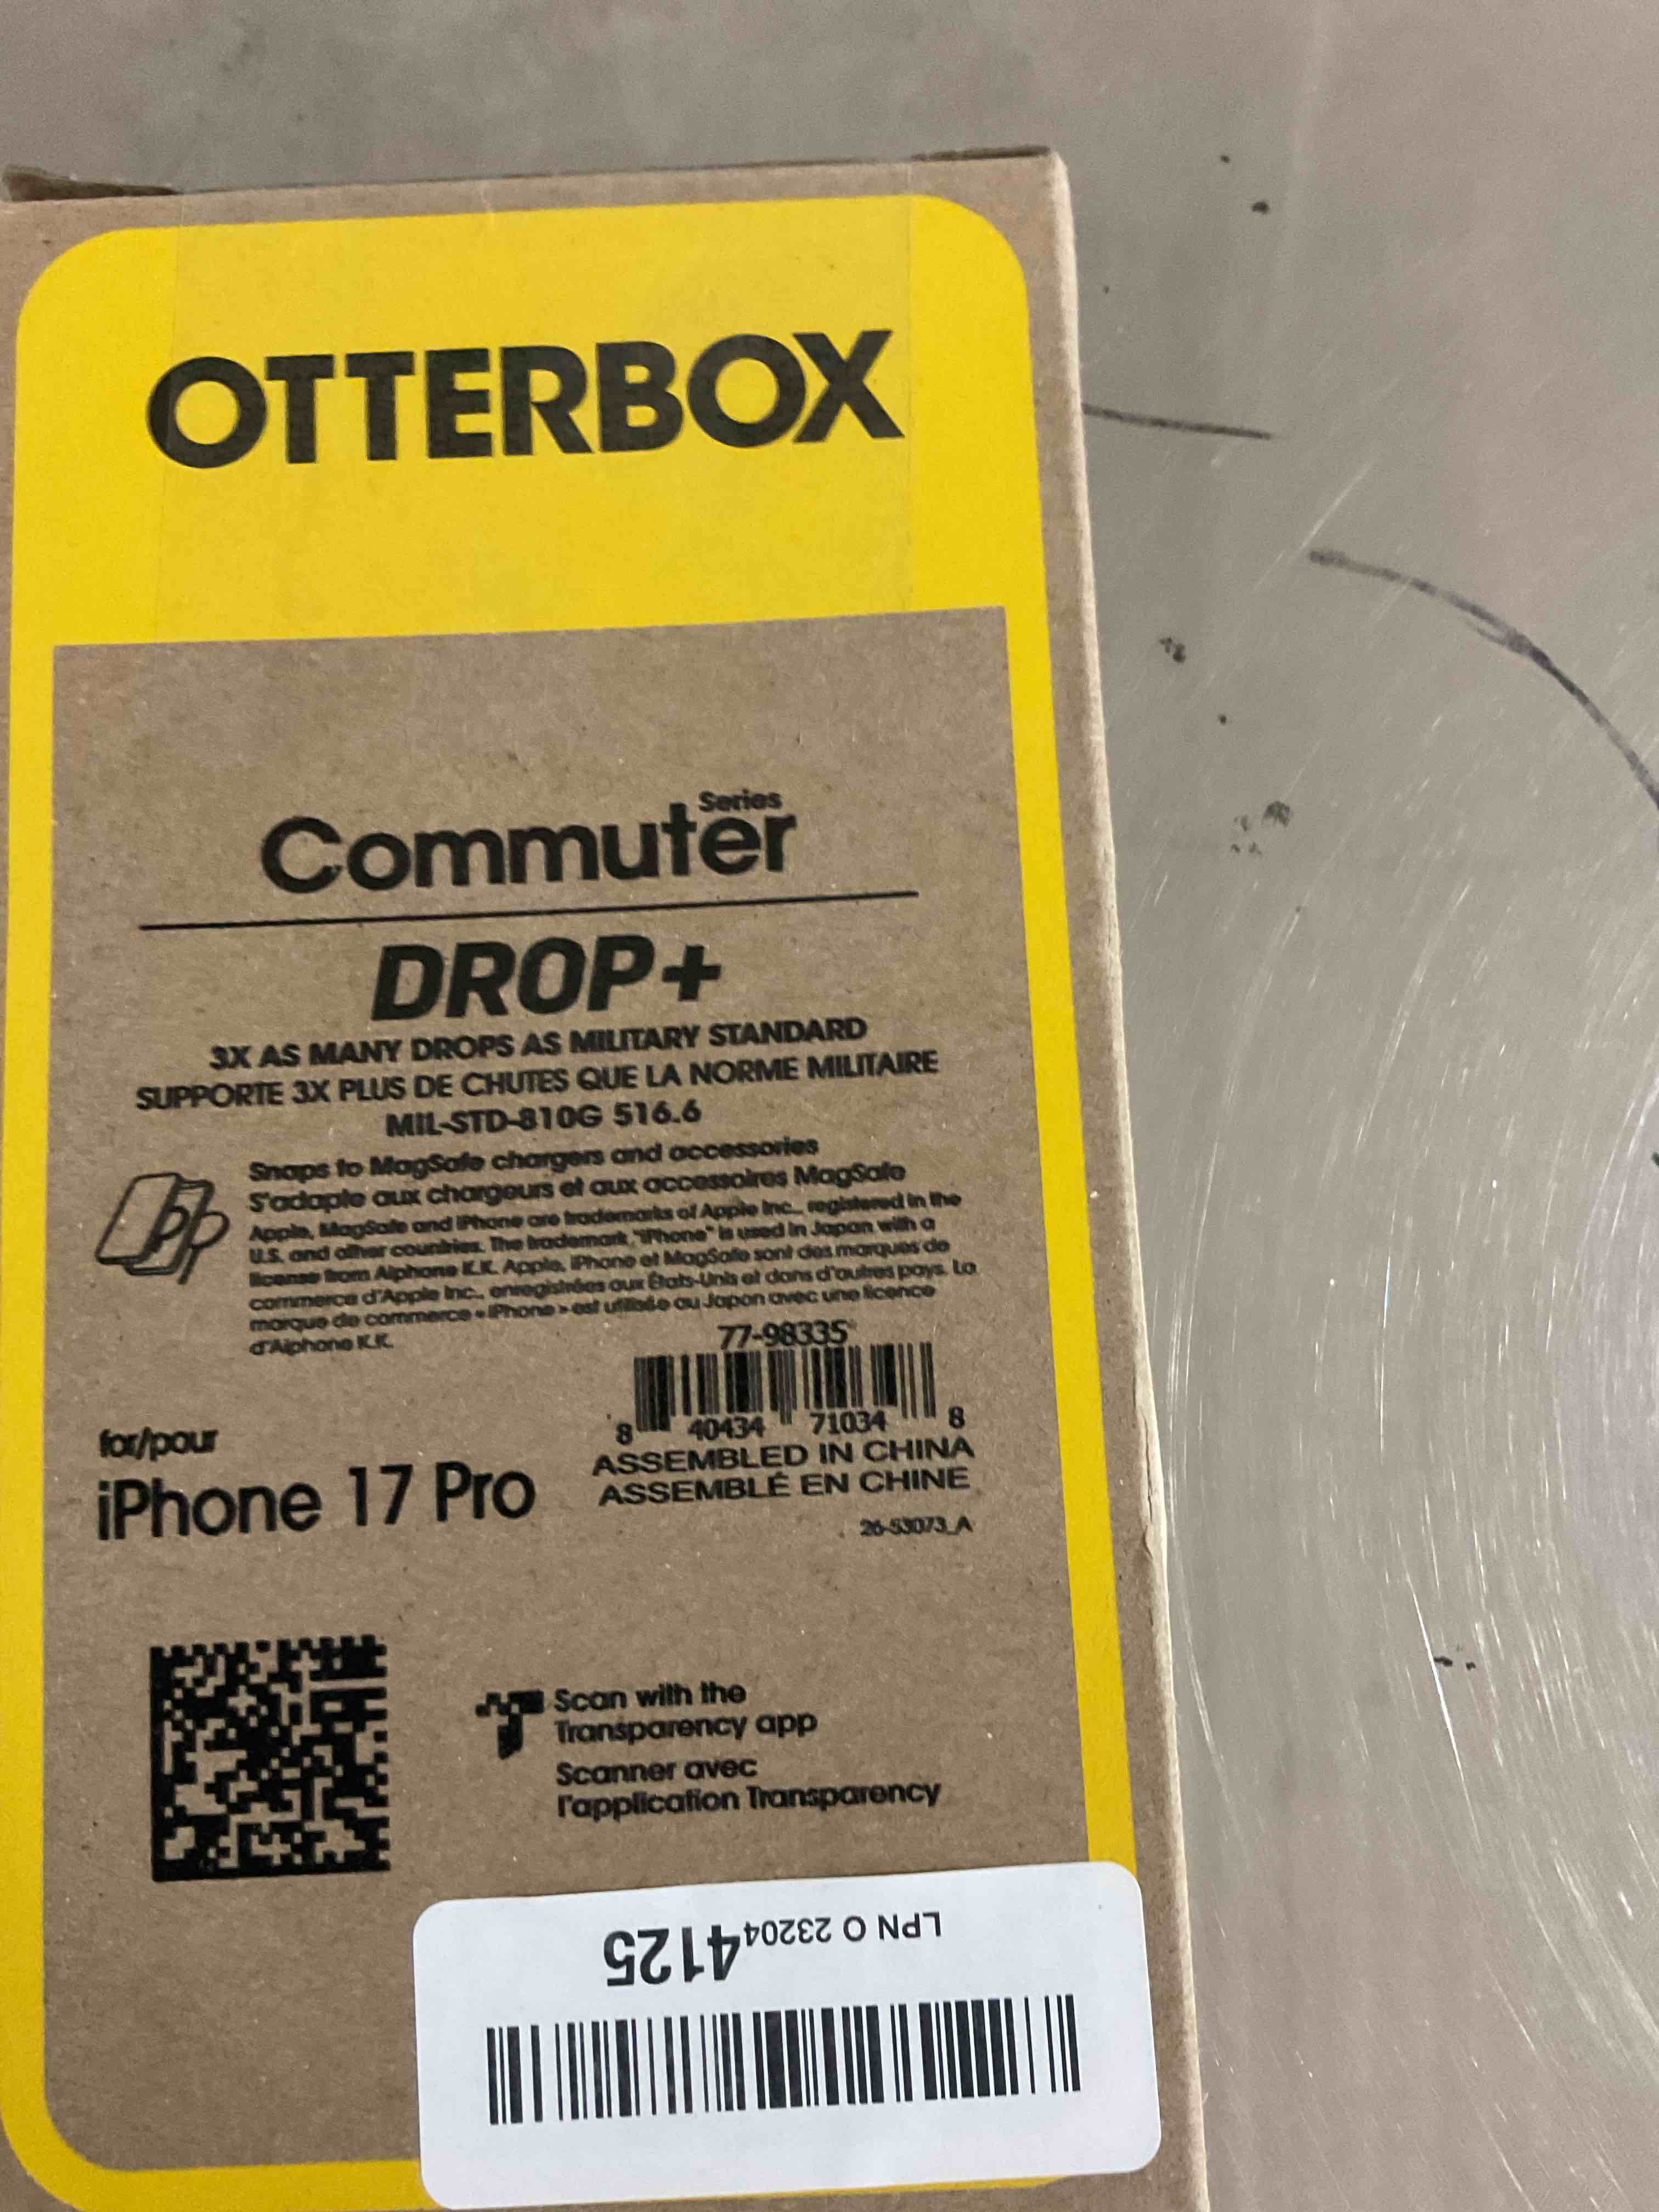 OTTERBOX
Commuter Series
DROP+
3X AS MANY DROPS AS MILITARY STANDARD
SUPPORTE 3X PLUS DE CHUTES QUE LA NORME MILITAIRE
MIL-STD-810G 516.6
Snaps to MagSafe chargers and accessories
S'adapte aux chargeurs et aux accessoires MagSafe
Apple, MagSafe and iPhone are trademarks of Apple Inc., registered in the
U.S. and other countries. The trademark "iPhone" is used in Japan with a
license from Aiphone K.K. Apple, iPhone et MagSafe sont des marques de
commerce d'Apple Inc., enregistrées aux États-Unis et dans d'autres pays. La
marque de commerce « iPhone » est utilisée au Japon avec une licence
d'Aiphone K.K.
77-98335
8 40434 71034 8
ASSEMBLED IN CHINA
ASSEMBLÉ EN CHINE
26-53073_A
for/pour
iPhone 17 Pro
Scan with the
Transparency app
Scanner avec
l'application Transparency
LPN O 232044125